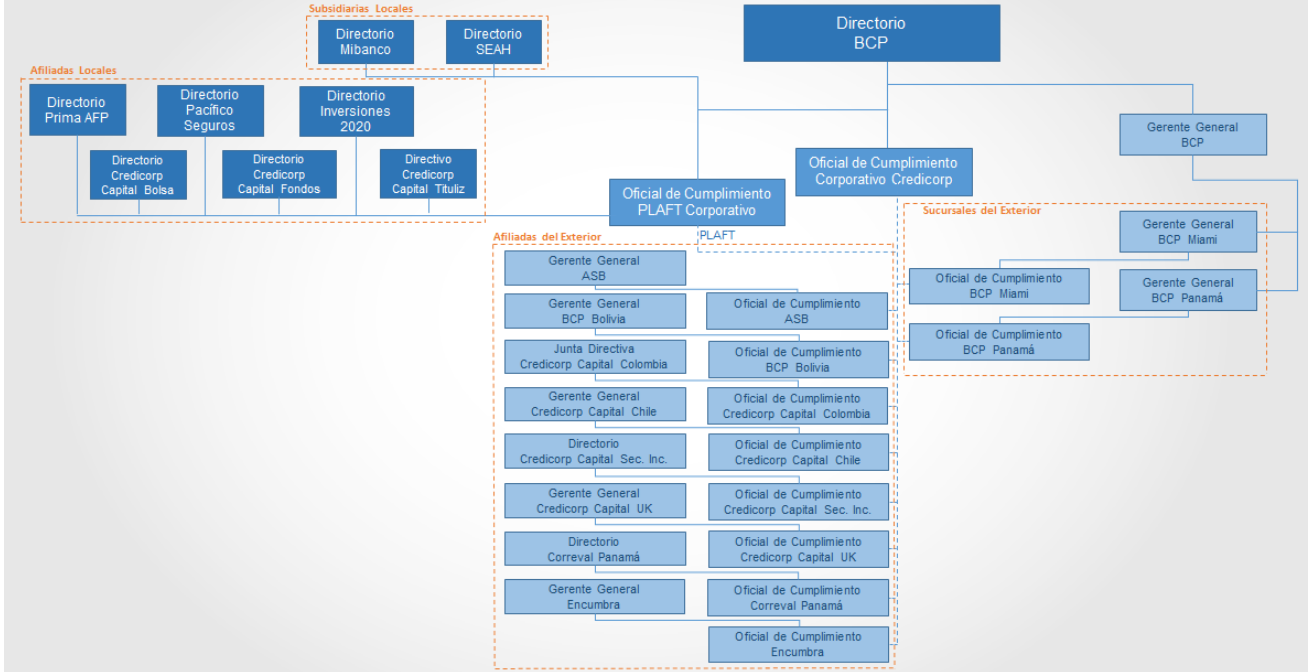 Subsidiarias Locales
Directorio
Mibanco
Directorio
SEAH
Directorio
BCP
Afiliadas Locales
Directorio
Prima AFP
Directorio
Pacífico
Seguros
Directorio
Inversiones
2020
Directorio
Credicorp
Capital Bolsa
Directorio
Credicorp
Capital Fondos
Directivo
Credicorp
Capital Tituliz
Gerente General
BCP
Oficial de Cumplimiento
Corporativo Credicorp
Oficial de Cumplimiento
PLAFT Corporativo
PLAFT
Sucursales del Exterior
Gerente General
BCP Miami
Oficial de Cumplimiento
BCP Miami
Gerente General
BCP Panamá
Oficial de Cumplimiento
BCP Panamá
Afiliadas del Exterior
Gerente General
ASB
Oficial de Cumplimiento
ASB
Gerente General
BCP Bolivia
Oficial de Cumplimiento
BCP Bolivia
Junta Directiva
Credicorp Capital Colombia
Oficial de Cumplimiento
Credicorp Capital Colombia
Gerente General
Credicorp Capital Chile
Oficial de Cumplimiento
Credicorp Capital Chile
Directorio
Credicorp Capital Sec. Inc.
Oficial de Cumplimiento
Credicorp Capital Sec. Inc.
Gerente General
Credicorp Capital UK
Oficial de Cumplimiento
Credicorp Capital UK
Directorio
Correval Panamá
Oficial de Cumplimiento
Correval Panamá
Gerente General
Encumbra
Oficial de Cumplimiento
Encumbra